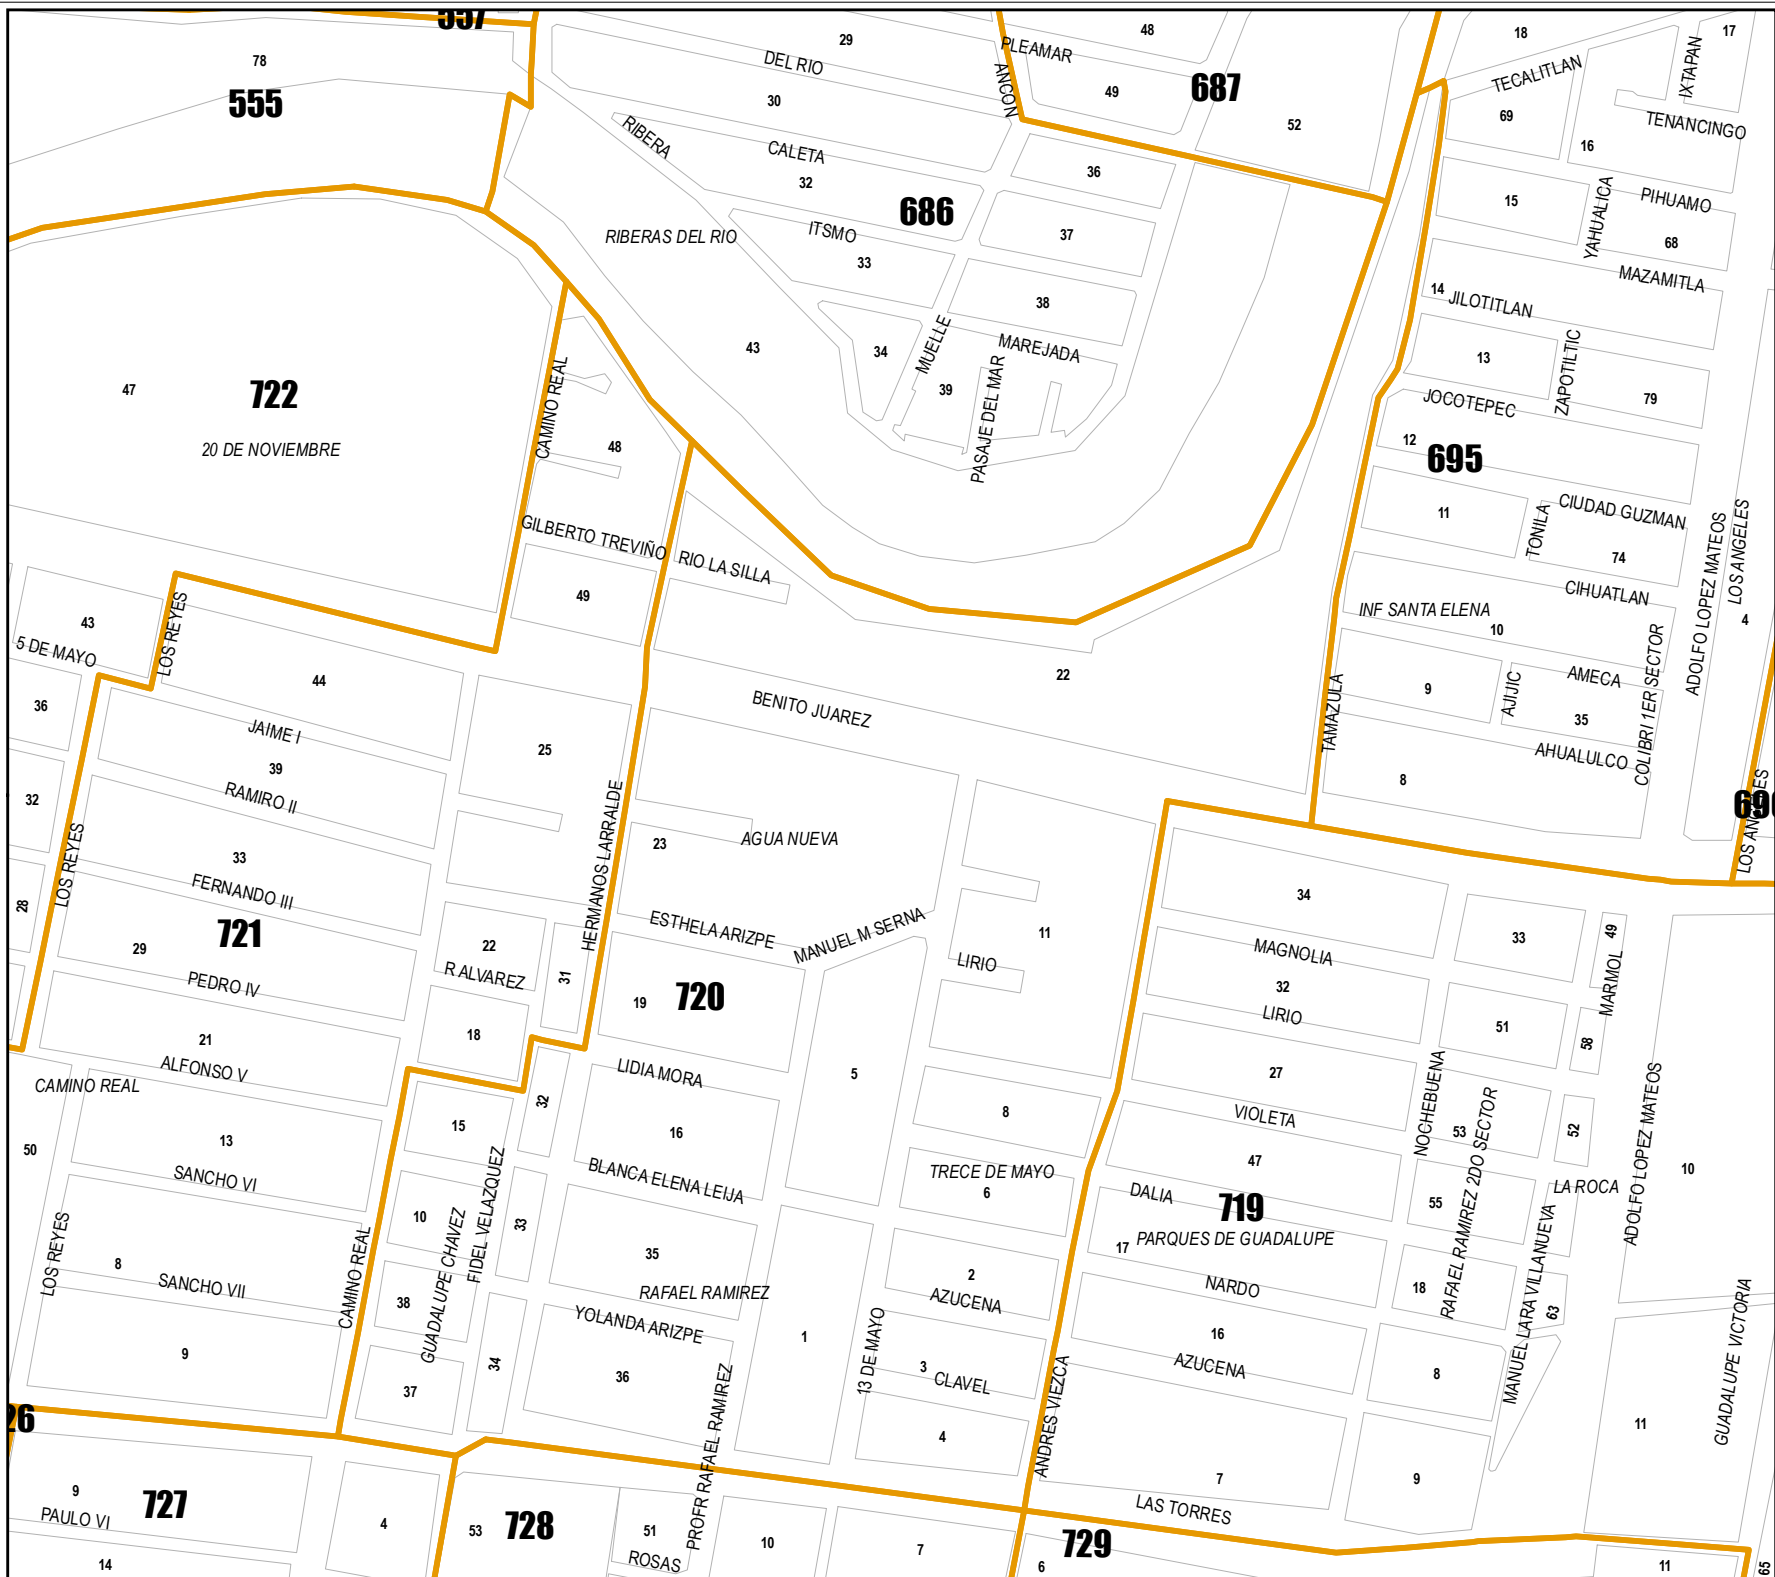 557
48
18
17
29
PLEAMAR
IXTAPAN
78
DEL RIO
TECALITLAN
ANCON
687
555
30
49
52
69
TENANCINGO
RIBERA
CALETA
16
32
36
15
YAHUALICA
PIHUAMO
686
RIBERAS DEL RIO
ITSMO
37
68
33
MAZAMITLA
14
JILOTITLAN
38
43
34
MUELLE
MAREJADA
13
ZAPOTILTIC
47
722
CAMINO REAL
39
PASAJE DEL MAR
JOCOTEPEC
79
20 DE NOVIEMBRE
48
12
695
CIUDAD GUZMAN
11
GILBERTO TREVIÑO
RIO LA SILLA
TONILA
74
ADOLFO LOPEZ MATEOS
LOS ANGELES
49
CIHUATLAN
43
LOS REYES
INF SANTA ELENA
10
4
5 DE MAYO
44
22
AMECA
COLIBRI 1ER SECTOR
36
BENITO JUAREZ
TAMAZULA
9
AJIJIC
35
JAIME I
25
AHUALULCO
39
8
32
RAMIRO II
HERMANOS LARRALDE
LOS ANGELES
AGUA NUEVA
23
33
LOS REYES
FERNANDO III
34
28
721
ESTHELA ARIZPE
MANUEL M SERNA
11
33
49
29
22
MAGNOLIA
R ALVAREZ
31
LIRIO
PEDRO IV
19
720
32
MARMOL
LIRIO
21
18
51
58
ALFONSO V
LIDIA MORA
5
27
NOCHEBUENA
CAMINO REAL
32
8
VIOLETA
RAFAEL RAMIREZ 2DO SECTOR
ADOLFO LOPEZ MATEOS
15
16
53
52
50
13
47
10
SANCHO VI
BLANCA ELENA LEIJA
TRECE DE MAYO
DALIA
LA ROCA
6
719
55
LOS REYES
10
33
GUADALUPE CHAVEZ
FIDEL VELAZQUEZ
35
17
PARQUES DE GUADALUPE
MANUEL LARA VILLANUEVA
8
CAMINO REAL
2
SANCHO VII
RAFAEL RAMIREZ
NARDO
18
63
38
AZUCENA
YOLANDA ARIZPE
1
16
GUADALUPE VICTORIA
9
34
13 DE MAYO
3
AZUCENA
36
CLAVEL
8
37
PROFR RAFAEL RAMIREZ
ANDRES VIEZCA
4
11
9
727
7
9
PAULO VI
4
53
728
51
LAS TORRES
10
7
729
14
ROSAS
6
11
65